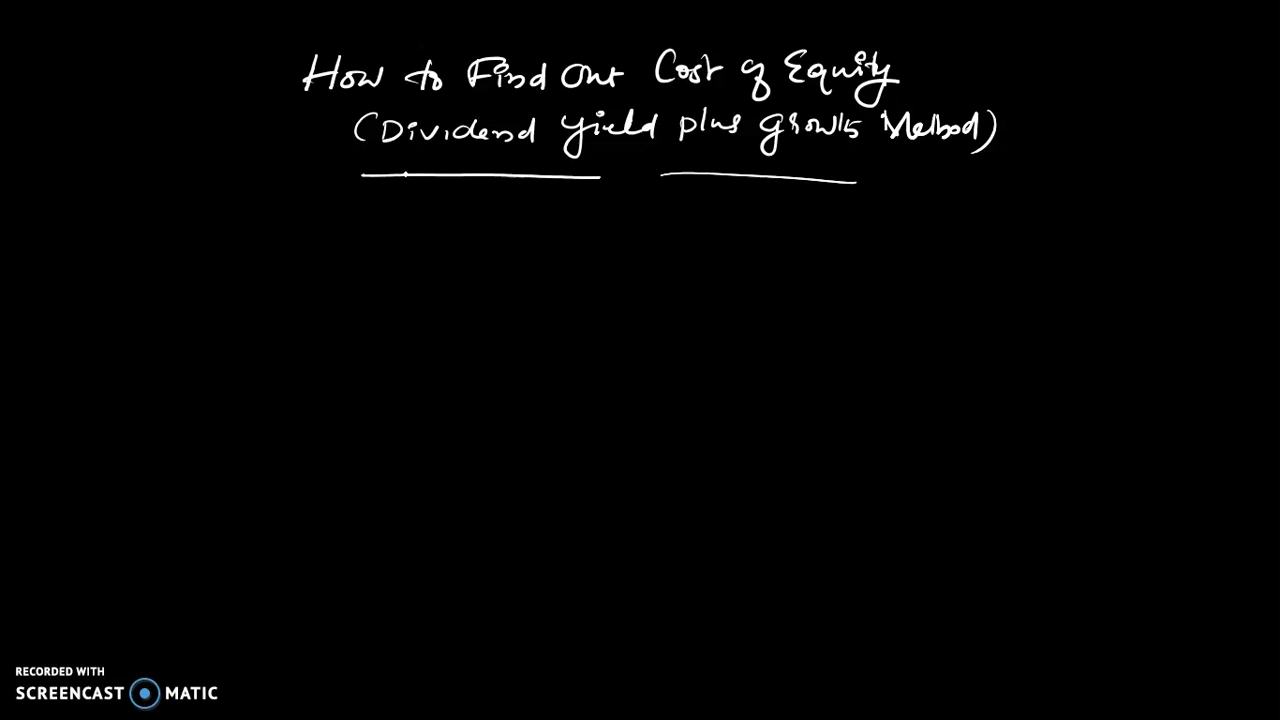 How to Find Out Cost of Equity
(Dividend Yield plus Growth Method)
RECORDED WITH
SCREENCAST MATIC